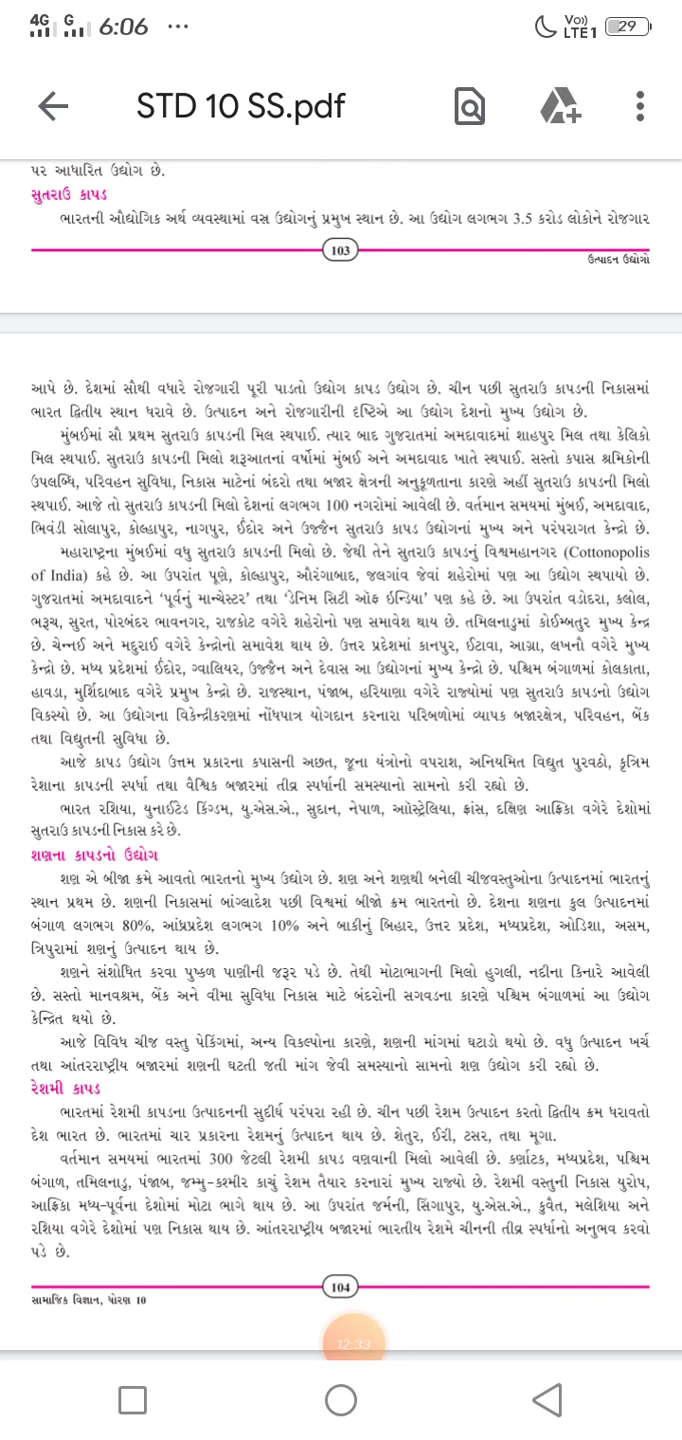 4G G 6:06 ... Vo)) LTE1 29
STD 10 SS.pdf
પર આધારિત ઉદ્યોગ છે.
સુતરાઉ કાપડ
ભારતની ઔદ્યોગિક અર્થ વ્યવસ્થામાં વસ્ત્ર ઉદ્યોગનું પ્રમુખ સ્થાન છે. આ ઉદ્યોગ લગભગ 3.5 કરોડ લોકોને રોજગાર
103
ઉત્પાદન ઉદ્યોગો
આપે છે. દેશમાં સૌથી વધારે રોજગારી પૂરી પાડતો ઉદ્યોગ કાપડ ઉદ્યોગ છે. ચીન પછી સુતરાઉ કાપડની નિકાસમાં
ભારત દ્વિતીય સ્થાન ધરાવે છે. ઉત્પાદન અને રોજગારીની દૃષ્ટિએ આ ઉદ્યોગ દેશનો મુખ્ય ઉદ્યોગ છે.
મુંબઈમાં સૌ પ્રથમ સુતરાઉ કાપડની મિલ સ્થપાઈ. ત્યાર બાદ ગુજરાતમાં અમદાવાદમાં શાહપુર મિલ તથા કેલિકો
મિલ સ્થપાઈ. સુતરાઉ કાપડની મિલો શરૂઆતનાં વર્ષોમાં મુંબઈ અને અમદાવાદ ખાતે સ્થપાઈ. સસ્તો કપાસ શ્રમિકોની
ઉપલબ્ધિ, પરિવહન સુવિધા, નિકાસ માટેનાં બંદરો તથા બજાર ક્ષેત્રની અનુકૂળતાના કારણે અહીં સુતરાઉ કાપડની મિલો
સ્થપાઈ. આજે તો સુતરાઉ કાપડની મિલો દેશનાં લગભગ 100 નગરોમાં આવેલી છે. વર્તમાન સમયમાં મુંબઈ, અમદાવાદ,
ભિવંડી સોલાપુર, કોલ્હાપુર, નાગપુર, ઈંદોર અને ઉજ્જૈન સુતરાઉ કાપડ ઉદ્યોગનાં મુખ્ય અને પરંપરાગત કેન્દ્રો છે.
મહારાષ્ટ્રના મુંબઈમાં વધુ સુતરાઉ કાપડની મિલો છે. જેથી તેને સુતરાઉ કાપડનું વિશ્વમહાનગર (Cottonopolis
of India) કહે છે. આ ઉપરાંત પૂણે, કોલ્હાપુર, ઔરંગાબાદ, જલગાંવ જેવાં શહેરોમાં પણ આ ઉદ્યોગ સ્થપાયો છે.
ગુજરાતમાં અમદાવાદને ‘પૂર્વનું માન્ચેસ્ટર’ તથા ‘ડેનિમ સિટી ઑફ ઇન્ડિયા’ પણ કહે છે. આ ઉપરાંત વડોદરા, કલોલ,
ભરૂચ, સુરત, પોરબંદર ભાવનગર, રાજકોટ વગેરે શહેરોનો પણ સમાવેશ થાય છે. તમિલનાડુમાં કોઈમ્બતુર મુખ્ય કેન્દ્ર
છે. ચેન્નઈ અને મદુરાઈ વગેરે કેન્દ્રોનો સમાવેશ થાય છે. ઉત્તર પ્રદેશમાં કાનપુર, ઈટાવા, આગ્રા, લખનૌ વગેરે મુખ્ય
કેન્દ્રો છે. મધ્ય પ્રદેશમાં ઈંદોર, ગ્વાલિયર, ઉજ્જૈન અને દેવાસ આ ઉદ્યોગનાં મુખ્ય કેન્દ્રો છે. પશ્ચિમ બંગાળમાં કોલકાતા,
હાવડા, મુર્શિદાબાદ વગેરે પ્રમુખ કેન્દ્રો છે. રાજસ્થાન, પંજાબ, હરિયાણા વગેરે રાજ્યોમાં પણ સુતરાઉ કાપડનો ઉદ્યોગ
વિકસ્યો છે. આ ઉદ્યોગના વિકેન્દ્રીકરણમાં નોંધપાત્ર યોગદાન કરનારા પરિબળોમાં વ્યાપક બજારક્ષેત્ર, પરિવહન, બેંક
તથા વિદ્યુતની સુવિધા છે.
આજે કાપડ ઉદ્યોગ ઉત્તમ પ્રકારના કપાસની અછત, જૂના યંત્રોનો વપરાશ, અનિયમિત વિદ્યુત પુરવઠો, કૃત્રિમ
રેશાના કાપડની સ્પર્ધા તથા વૈશ્વિક બજારમાં તીવ્ર સ્પર્ધાની સમસ્યાનો સામનો કરી રહ્યો છે.
ભારત રશિયા, યુનાઈટેડ કિંગ્ડમ, યુ.એસ.એ., સુદાન, નેપાળ, ઑસ્ટ્રેલિયા, ફ્રાંસ, દક્ષિણ આફ્રિકા વગેરે દેશોમાં
સુતરાઉ કાપડની નિકાસ કરે છે.
શણના કાપડનો ઉદ્યોગ
શણ એ બીજા ક્રમે આવતો ભારતનો મુખ્ય ઉદ્યોગ છે. શણ અને શણથી બનેલી ચીજવસ્તુઓના ઉત્પાદનમાં ભારતનું
સ્થાન પ્રથમ છે. શણની નિકાસમાં બાંગ્લાદેશ પછી વિશ્વમાં બીજો ક્રમ ભારતનો છે. દેશના શણના કુલ ઉત્પાદનમાં
બંગાળ લગભગ 80%, આંધ્રપ્રદેશ લગભગ 10% અને બાકીનું બિહાર, ઉત્તર પ્રદેશ, મધ્યપ્રદેશ, ઓડિશા, અસમ,
ત્રિપુરામાં શણનું ઉત્પાદન થાય છે.
શણને સંશોધિત કરવા પુષ્કળ પાણીની જરૂર પડે છે. તેથી મોટાભાગની મિલો હુગલી, નદીના કિનારે આવેલી
છે. સસ્તો માનવશ્રમ, બેંક અને વીમા સુવિધા નિકાસ માટે બંદરોની સગવડના કારણે પશ્ચિમ બંગાળમાં આ ઉદ્યોગ
કેન્દ્રિત થયો છે.
આજે વિવિધ ચીજ વસ્તુ પેકિંગમાં, અન્ય વિકલ્પોના કારણે, શણની માંગમાં ઘટાડો થયો છે. વધુ ઉત્પાદન ખર્ચ
તથા આંતરરાષ્ટ્રીય બજારમાં શણની ઘટતી જતી માંગ જેવી સમસ્યાનો સામનો શણ ઉદ્યોગ કરી રહ્યો છે.
રેશમી કાપડ
ભારતમાં રેશમી કાપડના ઉત્પાદનની સુદીર્ઘ પરંપરા રહી છે. ચીન પછી રેશમ ઉત્પાદન કરતો દ્વિતીય ક્રમ ધરાવતો
દેશ ભારત છે. ભારતમાં ચાર પ્રકારના રેશમનું ઉત્પાદન થાય છે. શેતુર, ઈરી, ટસર, તથા મૂગા.
વર્તમાન સમયમાં ભારતમાં 300 જેટલી રેશમી કાપડ વણવાની મિલો આવેલી છે. કર્ણાટક, મધ્યપ્રદેશ, પશ્ચિમ
બંગાળ, તમિલનાડુ, પંજાબ, જમ્મુ-કશ્મીર કાચું રેશમ તૈયાર કરનારાં મુખ્ય રાજ્યો છે. રેશમી વસ્તુની નિકાસ યુરોપ,
આફ્રિકા મધ્ય-પૂર્વના દેશોમાં મોટા ભાગે થાય છે. આ ઉપરાંત જર્મની, સિંગાપુર, યુ.એસ.એ., કુવૈત, મલેશિયા અને
રશિયા વગેરે દેશોમાં પણ નિકાસ થાય છે. આંતરરાષ્ટ્રીય બજારમાં ભારતીય રેશમે ચીનની તીવ્ર સ્પર્ધાનો અનુભવ કરવો
પડે છે.
104
સામાજિક વિજ્ઞાન, ધોરણ 10
12:33